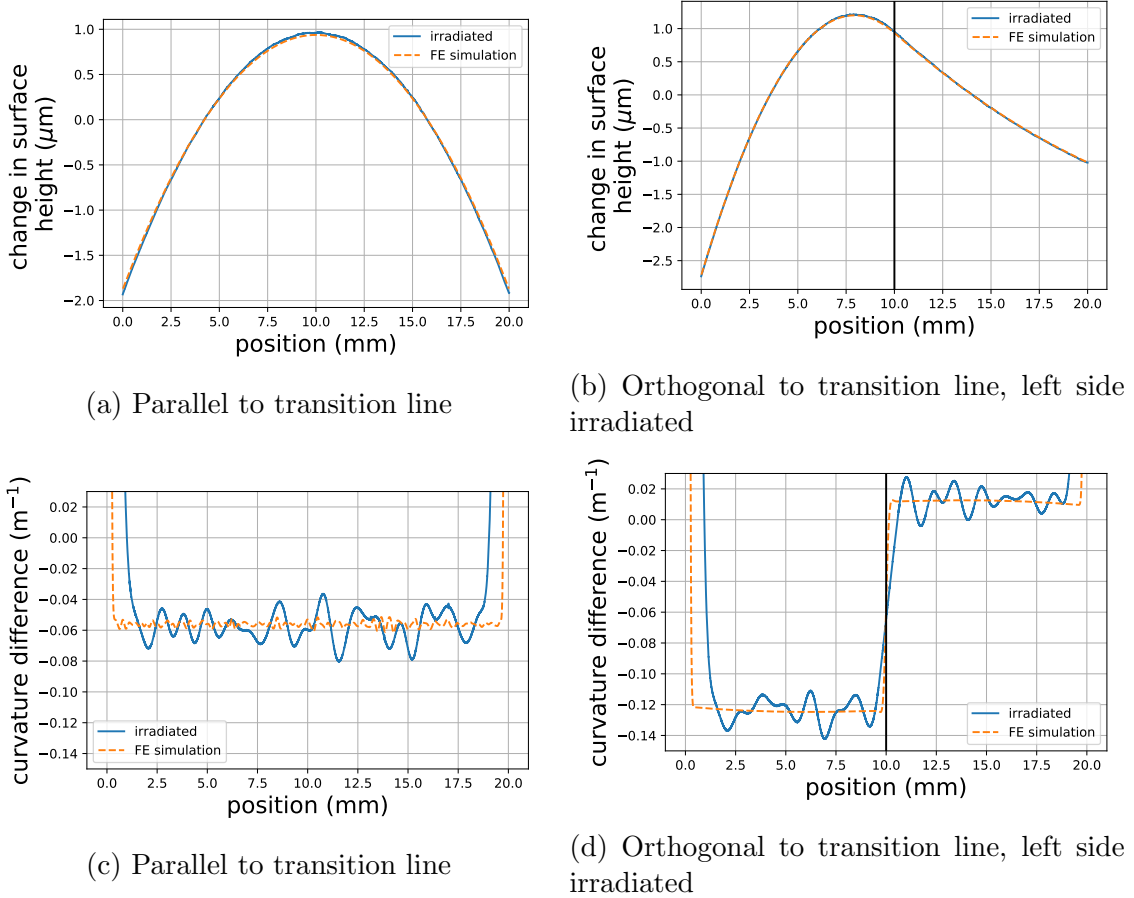 change in surface
height (μm)
1.0
0.5
0.0
−0.5
−1.0
−1.5
−2.0
irradiated
FE simulation
0.0 2.5 5.0 7.5 10.0 12.5 15.0 17.5 20.0
position (mm)
(a) Parallel to transition line
change in surface
height (μm)
1.0
0.5
0.0
−0.5
−1.0
−1.5
−2.0
−2.5
irradiated
FE simulation
0.0 2.5 5.0 7.5 10.0 12.5 15.0 17.5 20.0
position (mm)
(b) Orthogonal to transition line, left side
irradiated
curvature difference (m⁻¹)
0.02
0.00
−0.02
−0.04
−0.06
−0.08
−0.10
−0.12
−0.14
irradiated
FE simulation
0.0 2.5 5.0 7.5 10.0 12.5 15.0 17.5 20.0
position (mm)
(c) Parallel to transition line
curvature difference (m⁻¹)
0.02
0.00
−0.02
−0.04
−0.06
−0.08
−0.10
−0.12
−0.14
irradiated
FE simulation
0.0 2.5 5.0 7.5 10.0 12.5 15.0 17.5 20.0
position (mm)
(d) Orthogonal to transition line, left side
irradiated